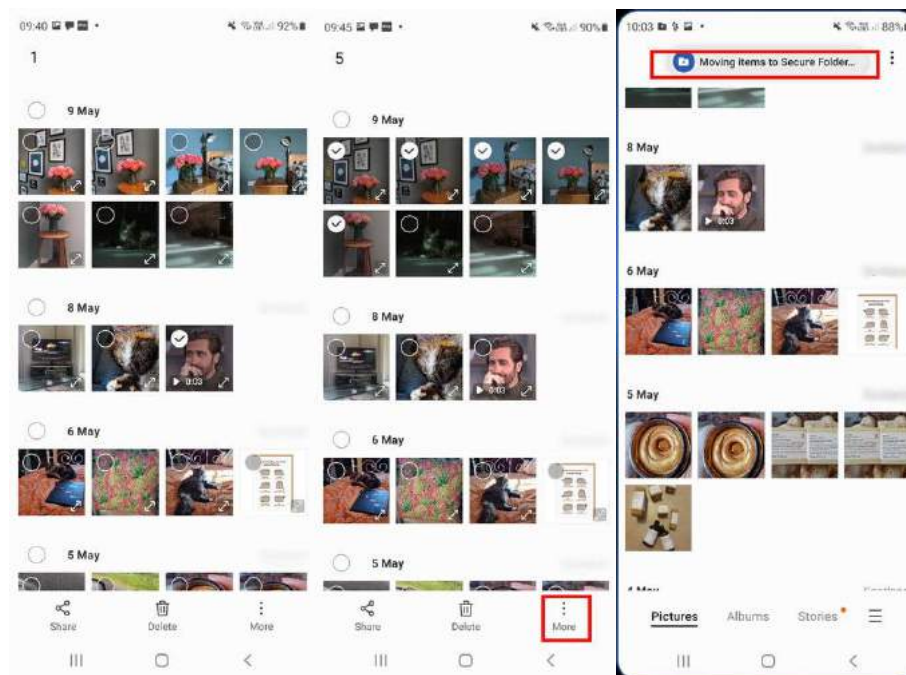 09:40
92%
1
9 May
8 May
0:03
6 May
5 May
Share
Delete
More
09:45
90%
5
9 May
8 May
0:03
6 May
5 May
Share
Delete
More
10:03
88%
Moving items to Secure Folder...
8 May
0:03
6 May
5 May
4 May
Pictures
Albums
Stories